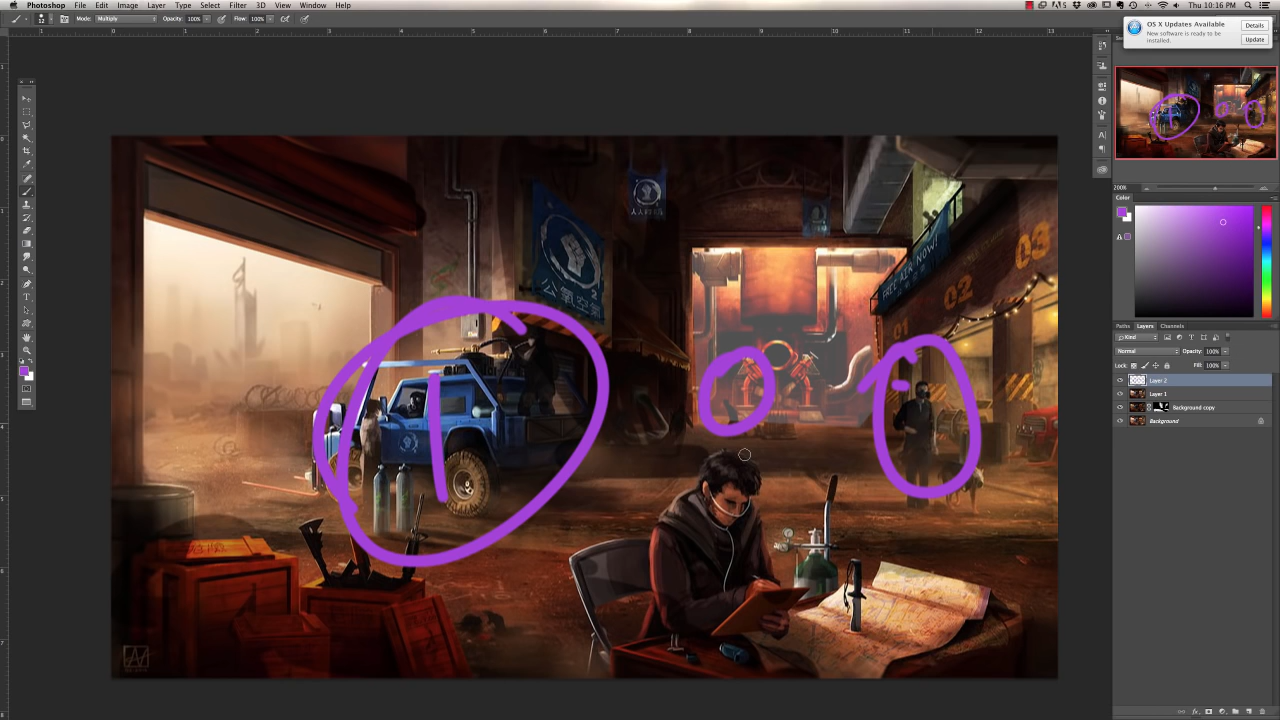 Photoshop File Edit Image Layer Type Select Filter 3D View Window Help
Thu 10:16 PM
Mode: Multiply Opacity: 100% Flow: 100%
OS X Updates Available
New software is ready to be
installed.
Details
Update
200%
Color
Paths Layers Channels
Kind
Normal Opacity: 100%
Lock: Fill: 100%
Layer 2
Layer 1
Background copy
Background
FREE AIR NOW!
01
02
03